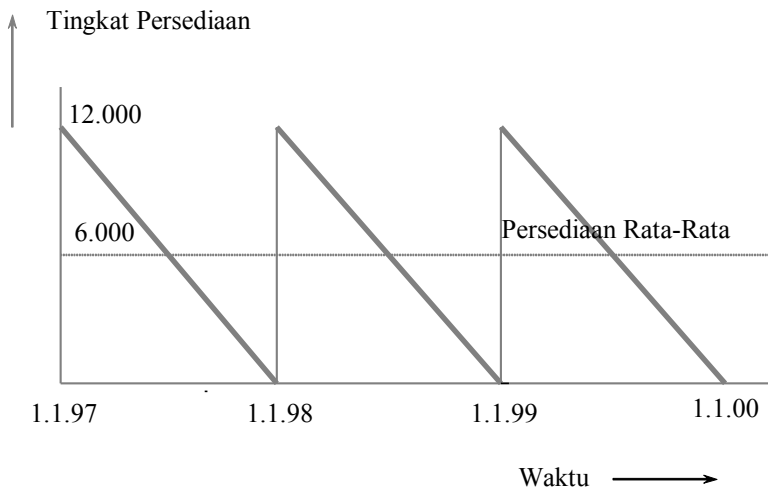 Tingkat Persediaan
12.000
6.000
Persediaan Rata-Rata
1.1.97 1.1.98 1.1.99 1.1.00
Waktu